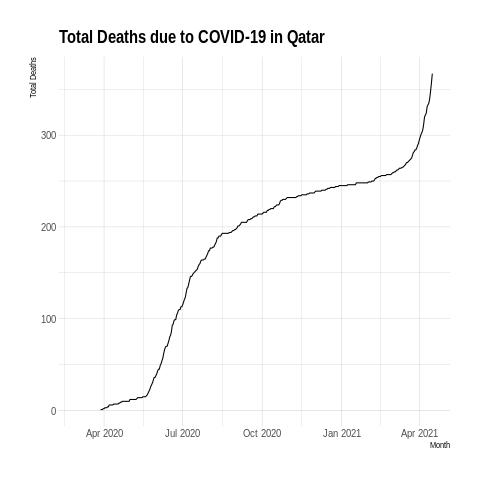 Total Deaths due to COVID-19 in Qatar
Total Deaths
300
200
100
0
Apr 2020 Jul 2020 Oct 2020 Jan 2021 Apr 2021
Month